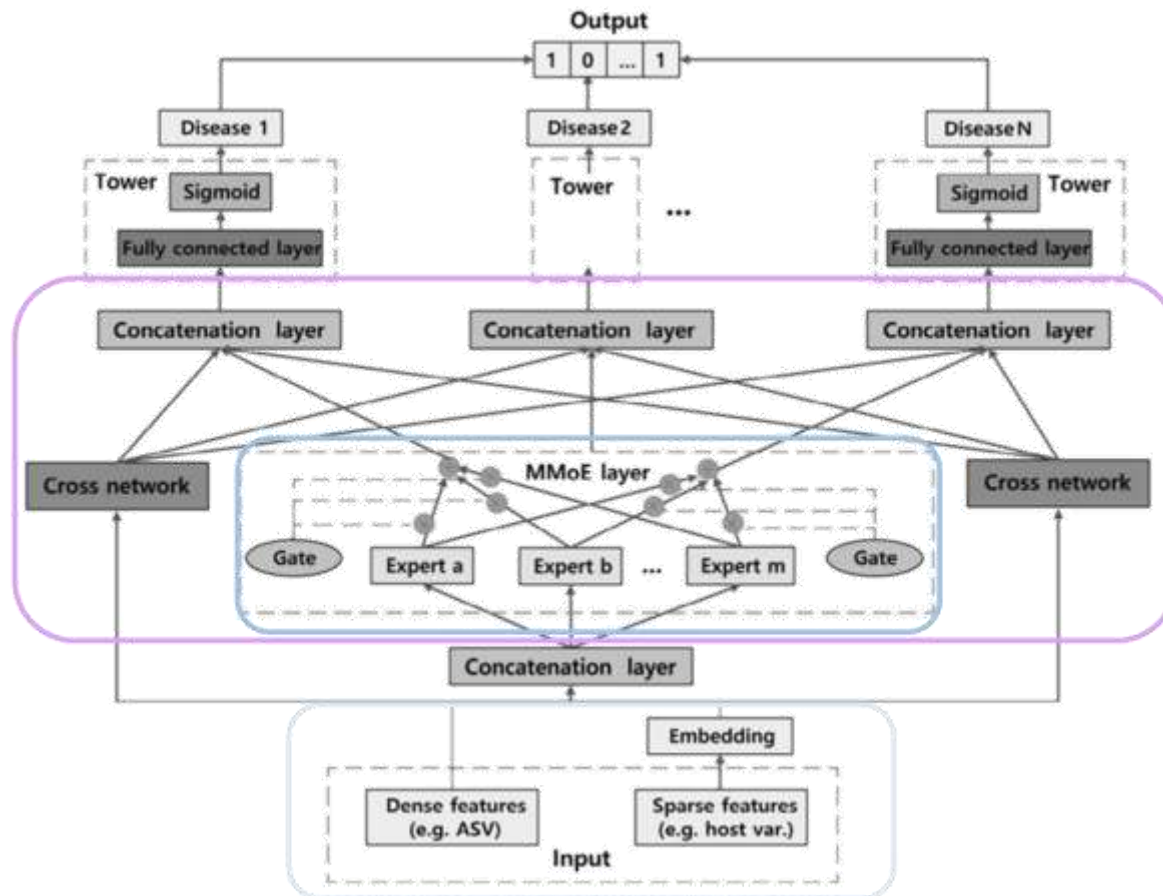 Output
1 0 ... 1
Disease 1 Disease2 Disease N
Tower Sigmoid Tower Sigmoid Tower
...
Fully connected layer Fully connected layer
Concatenation layer Concatenation layer Concatenation layer
MMoE layer
Cross network Cross network
Gate Expert a Expert b ... Expert m Gate
Concatenation layer
Embedding
Dense features Sparse features
(e.g. ASV) (e.g. host var.)
Input